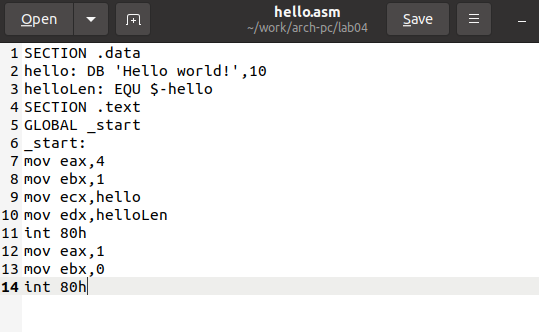 Open
hello.asm
~/work/arch-pc/lab04
Save
1 SECTION .data
2 hello: DB 'Hello world!',10
3 helloLen: EQU $-hello
4 SECTION .text
5 GLOBAL _start
6 _start:
7 mov eax,4
8 mov ebx,1
9 mov ecx,hello
10 mov edx,helloLen
11 int 80h
12 mov eax,1
13 mov ebx,0
14 int 80h